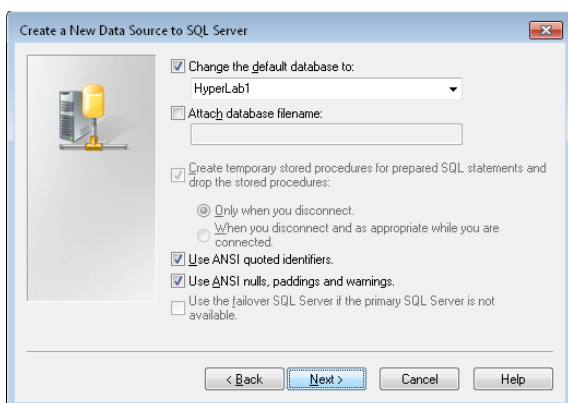 Create a New Data Source to SQL Server
Change the default database to:
HyperLab1
Attach database filename:
Create temporary stored procedures for prepared SQL statements and
drop the stored procedures:
Only when you disconnect.
When you disconnect and as appropriate while you are
connected.
Use ANSI quoted identifiers.
Use ANSI nulls, paddings and warnings.
Use the failover SQL Server if the primary SQL Server is not
available.
< Back
Next >
Cancel
Help